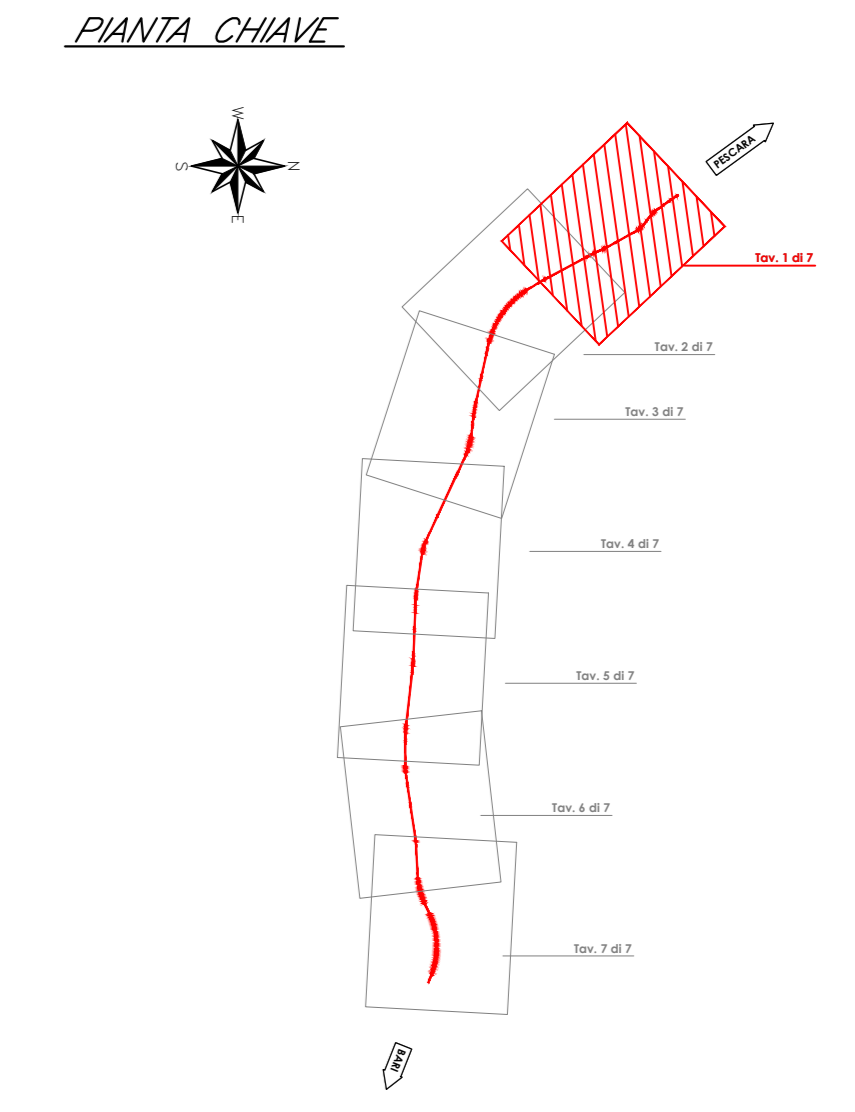 PIANTA CHIAVE
W
S
N
E
PESCARA
Tav. 1 di 7
Tav. 2 di 7
Tav. 3 di 7
Tav. 4 di 7
Tav. 5 di 7
Tav. 6 di 7
Tav. 7 di 7
BARI